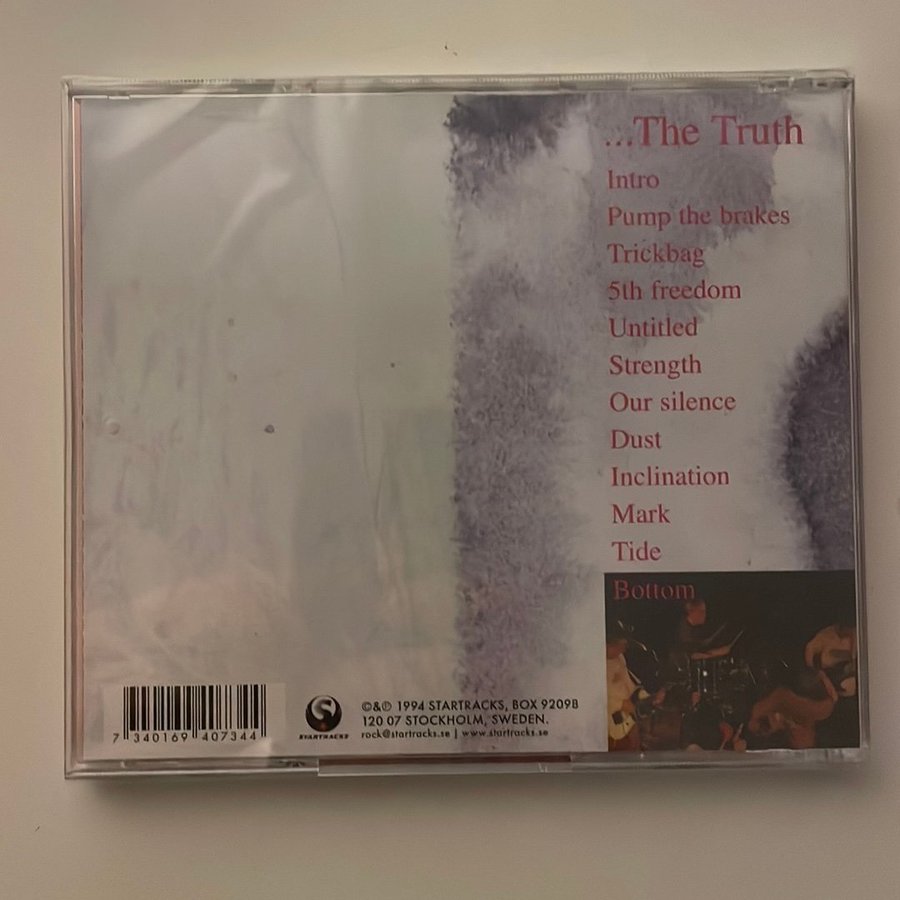 ...The Truth
Intro
Pump the brakes
Trickbag
5th freedom
Untitled
Strength
Our silence
Dust
Inclination
Mark
Tide
Bottom
7 340169 407344
STARTRACKS
©&℗ 1994 STARTRACKS, BOX 92098
120 07 STOCKHOLM, SWEDEN.
rock@startracks.se | www.startracks.se